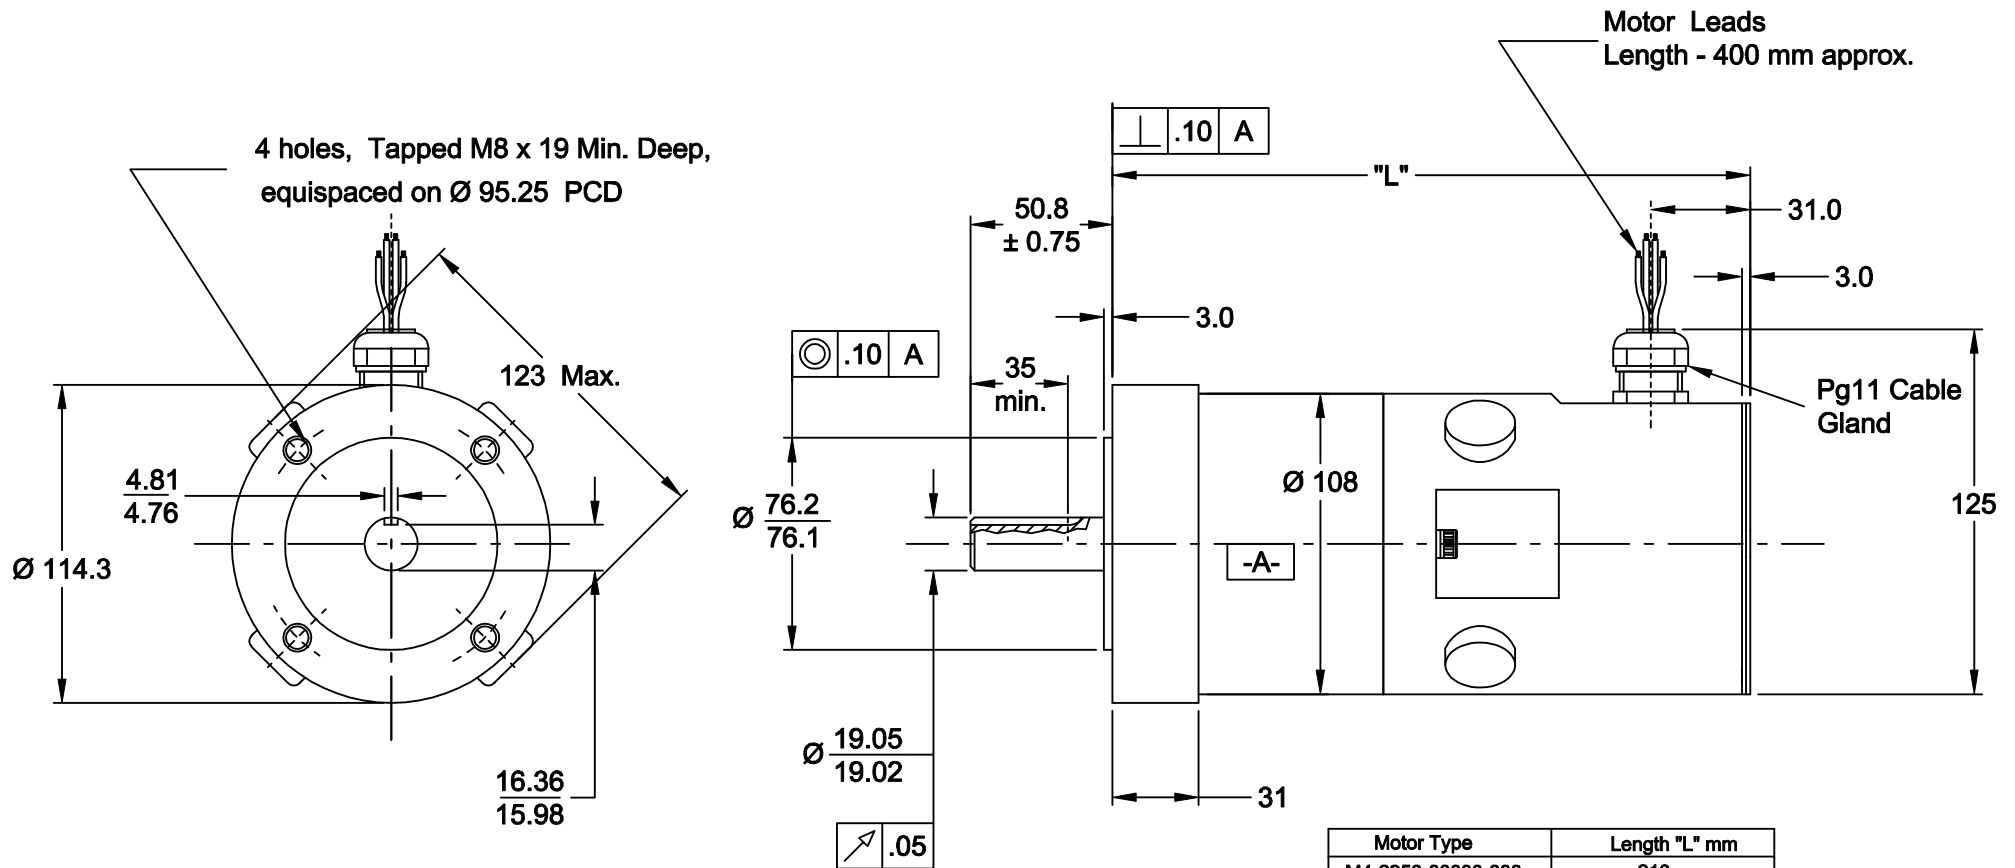 Motor Leads
Length - 400 mm approx.
4 holes, Tapped M8 x 19 Min. Deep,
equispaced on Ø 95.25 PCD
⊥ .10 A
"L"
50.8
± 0.75
31.0
3.0
3.0
◎ .10 A
35
min.
123 Max.
Pg11 Cable
Gland
4.81
4.76
Ø 76.2
76.1
Ø 108
125
-A-
Ø 114.3
Ø 19.05
19.02
16.36
15.98
31
↗ .05
Motor Type Length "L" mm